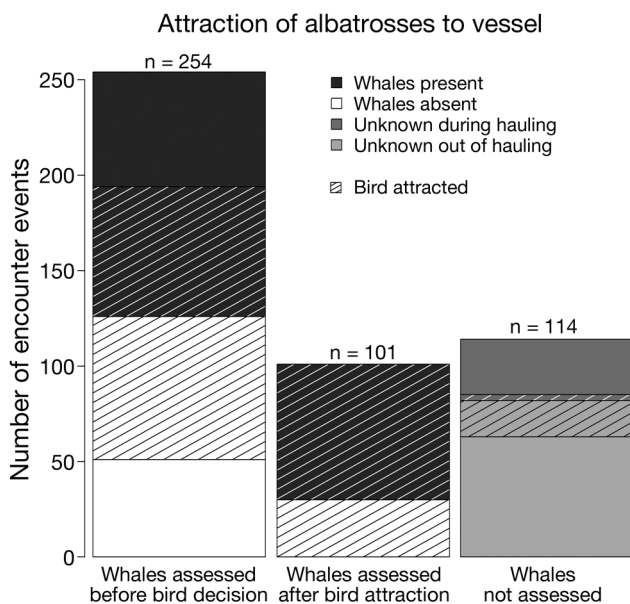 Attraction of albatrosses to vessel
n = 254
Whales present
Whales absent
Unknown during hauling
Unknown out of hauling
Bird attracted
Number of encounter events
250
200
150
100
50
0
n = 101
n = 114
Whales assessed
before bird decision
Whales assessed
after bird attraction
Whales
not assessed